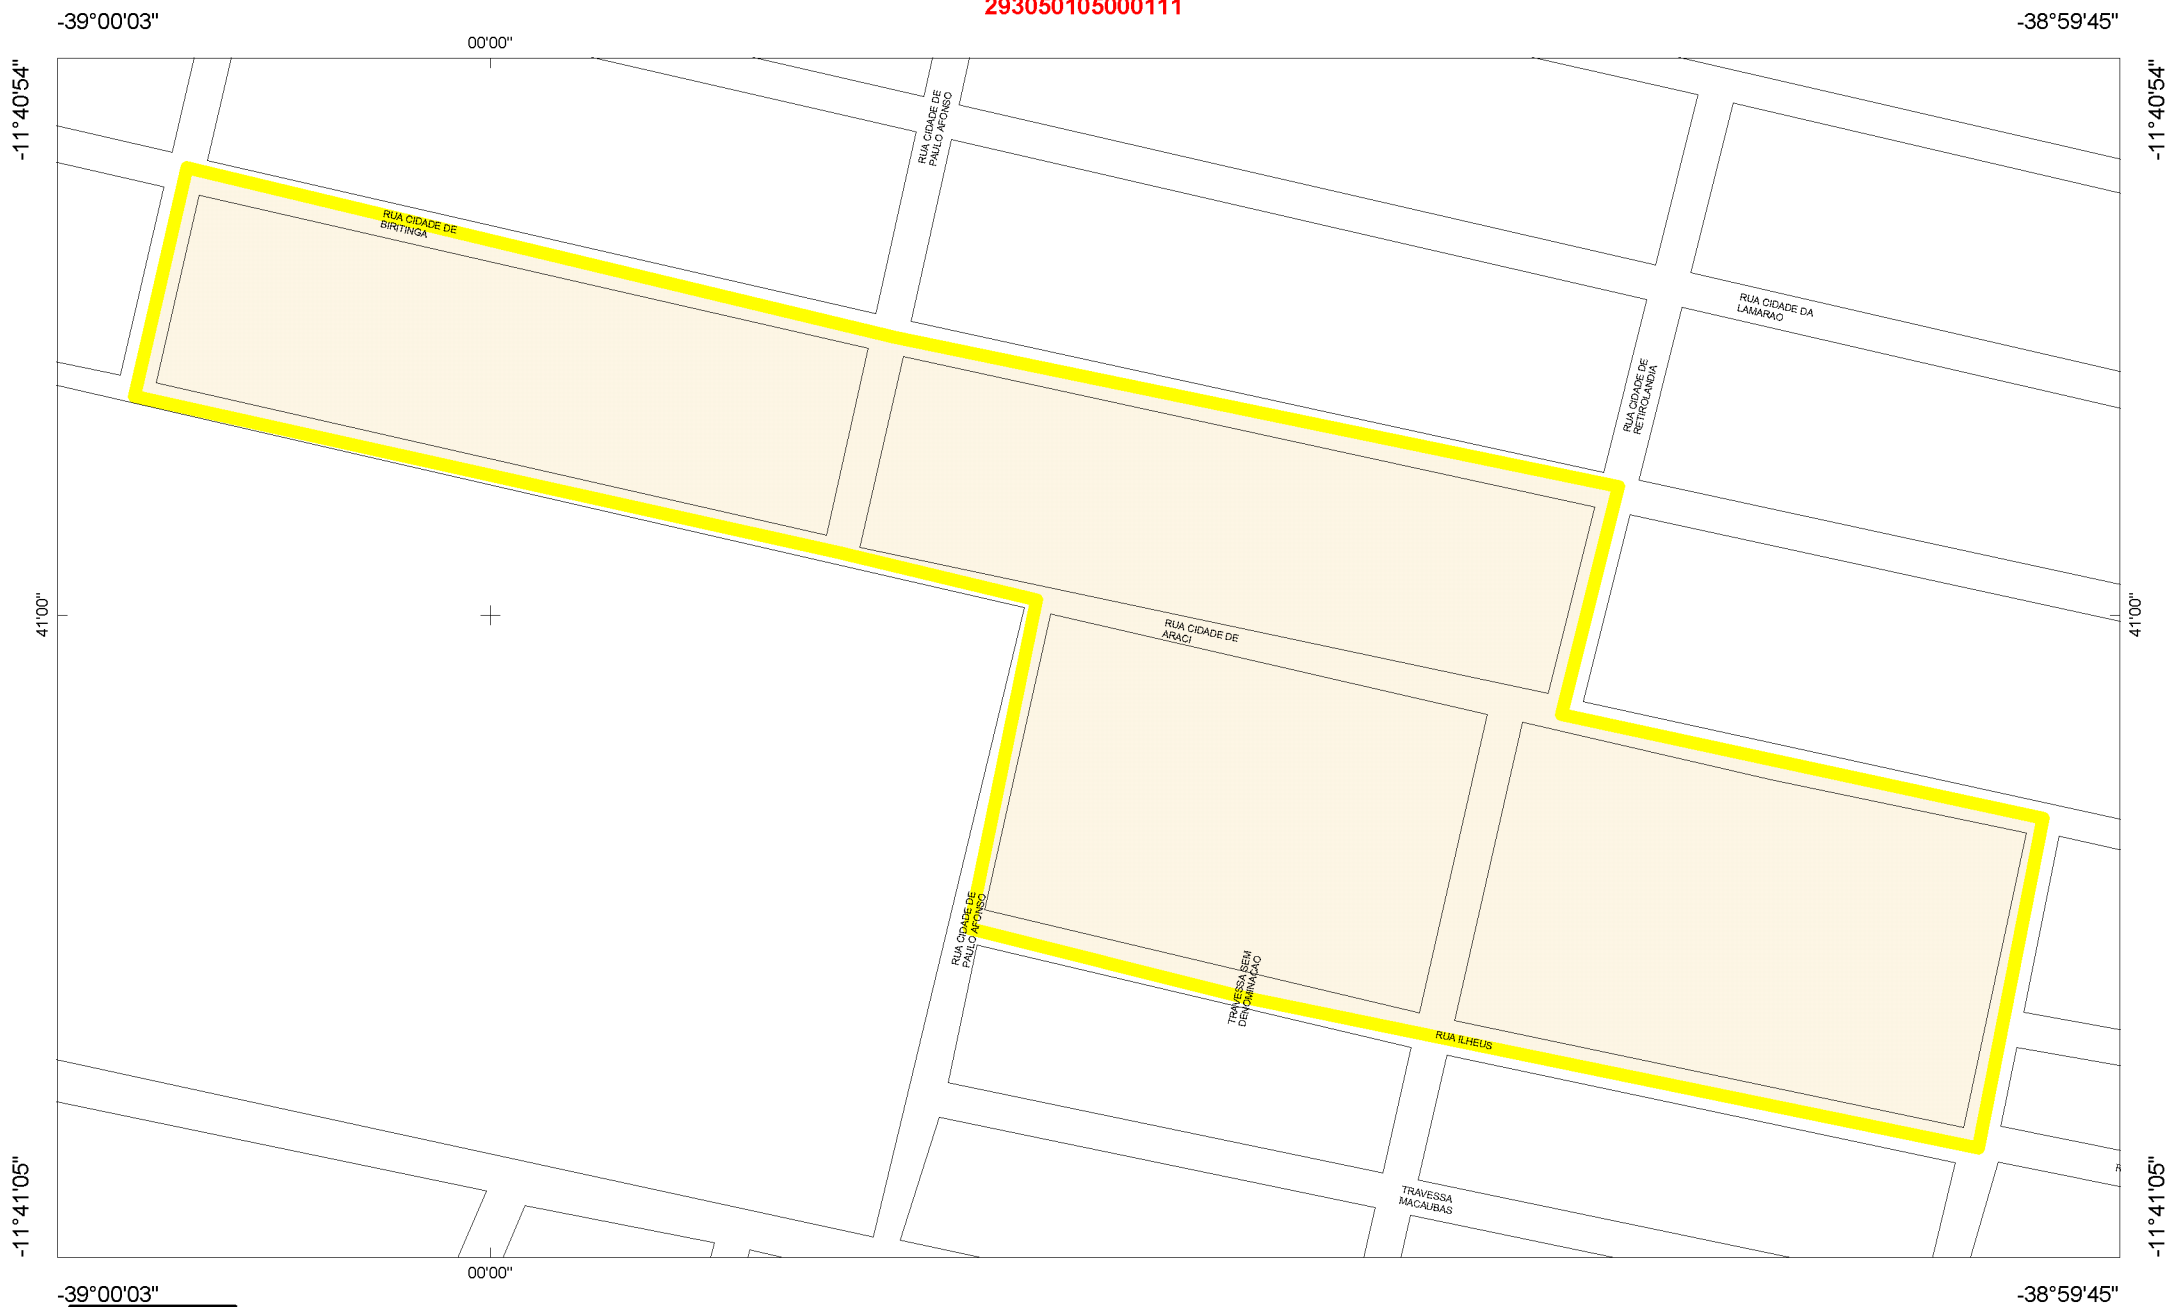 293050105000111
-39°00'03"
-38°59'45"
00'00"
-11°40'54"
-11°40'54"
RUA CIDADE DE
PAULO AFONSO
RUA CIDADE DE
BIRITINGA
RUA CIDADE DA
LAMARAO
RUA CIDADE DE
RETIROLANDIA
41'00"
41'00"
RUA CIDADE DE
ARACI
RUA CIDADE DE
PAULO AFONSO
TRAVESSA SEM
DENOMINACAO
RUA ILHEUS
TRAVESSA
MACAUBAS
R
-11°41'05"
-11°41'05"
00'00"
-39°00'03"
-38°59'45"